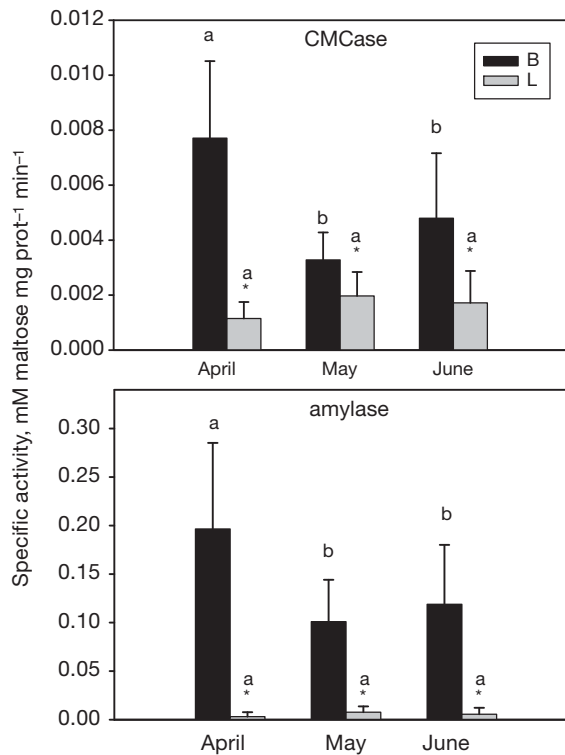 Specific activity, mM maltose mg prot⁻¹ min⁻¹
CMCase
B
L
0.012
0.010
0.008
0.006
0.004
0.002
0.000
a
a
*
b
a
*
b
a
*
April May June
amylase
0.30
0.25
0.20
0.15
0.10
0.05
0.00
a
a
*
b
a
*
b
a
*
April May June